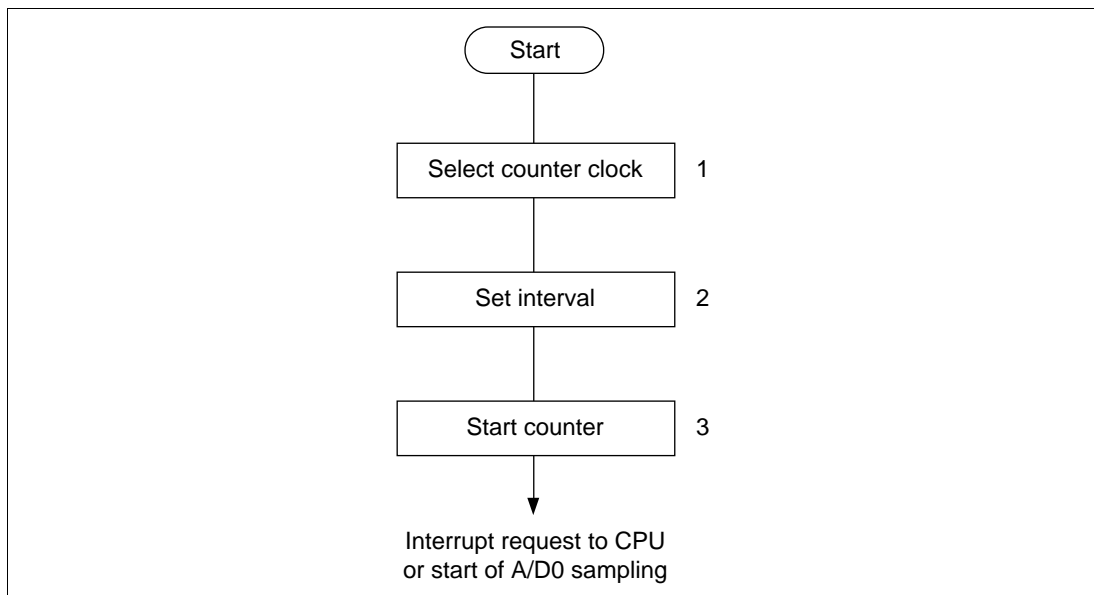 Start
Select counter clock 1
Set interval 2
Start counter 3
Interrupt request to CPU
or start of A/D0 sampling